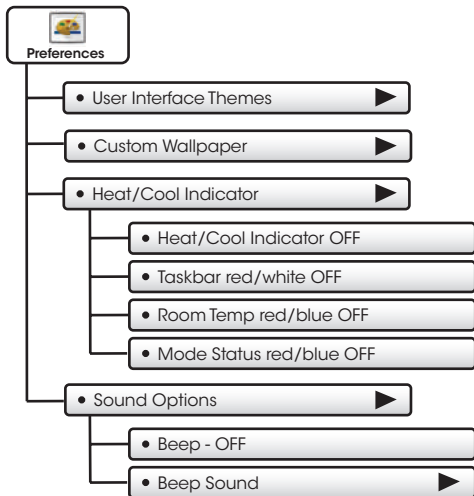 Preferences
• User Interface Themes
• Custom Wallpaper
• Heat/Cool Indicator
• Heat/Cool Indicator OFF
• Taskbar red/white OFF
• Room Temp red/blue OFF
• Mode Status red/blue OFF
• Sound Options
• Beep - OFF
• Beep Sound